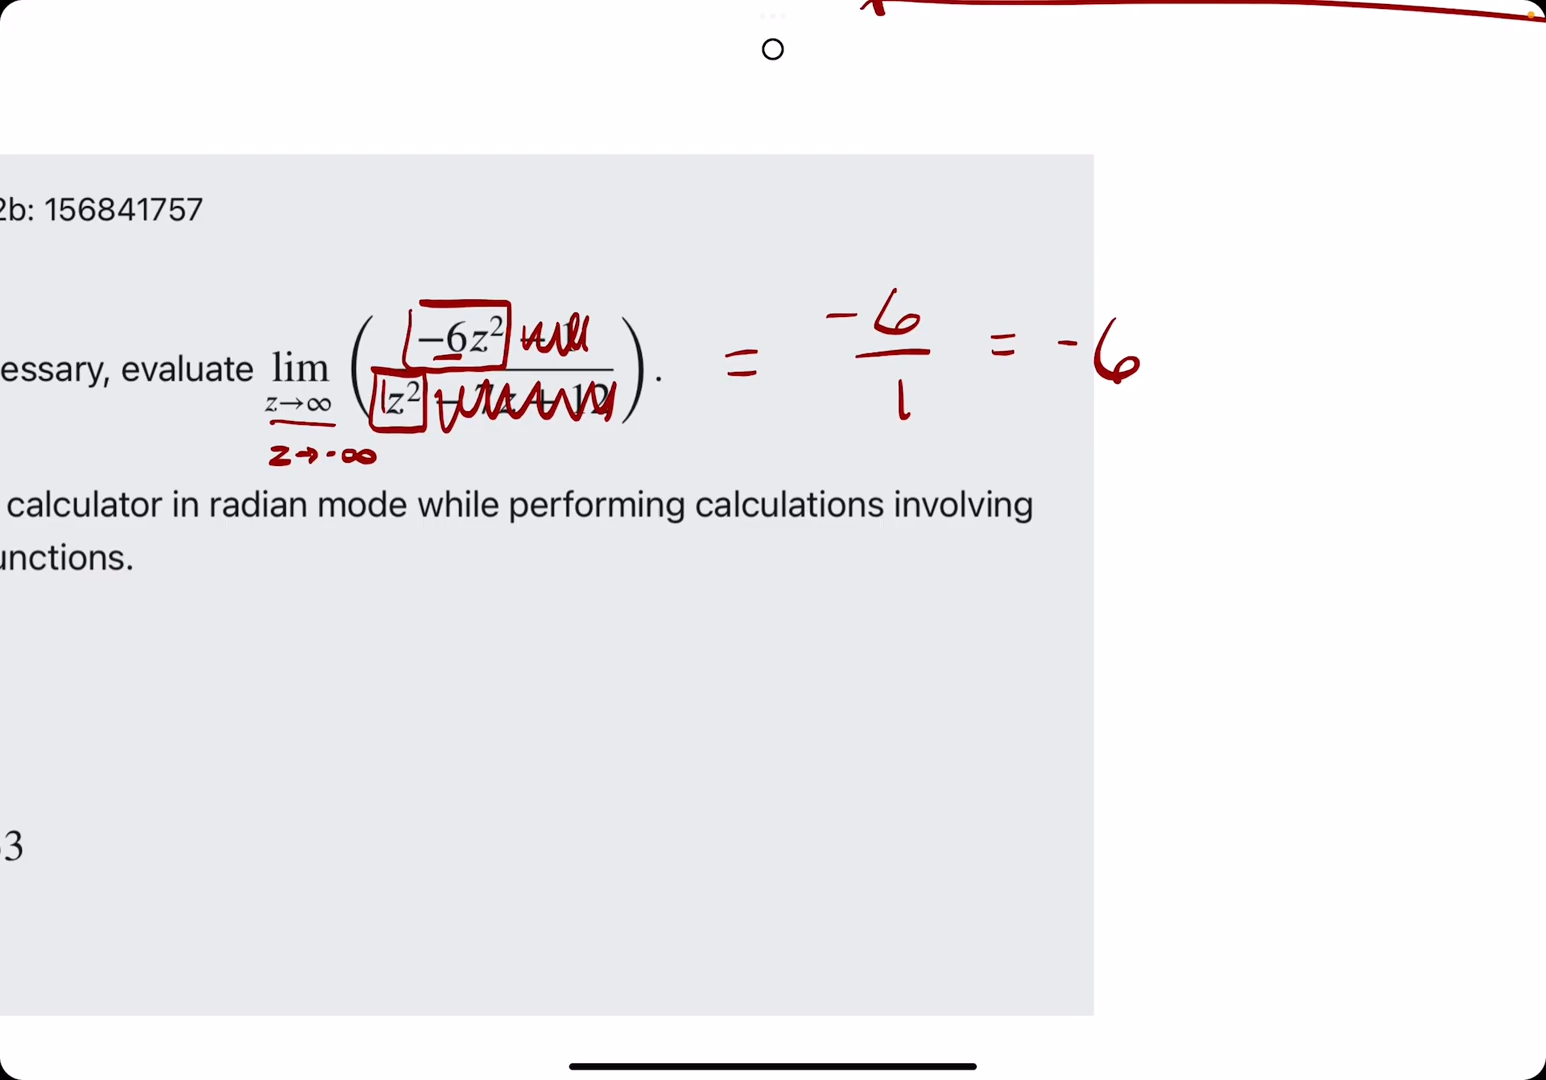 2b: 156841757
essary, evaluate lim z→∞ (−6z² / 1z²). = -6/1 = -6
z→-∞
calculator in radian mode while performing calculations involving
unctions.
3